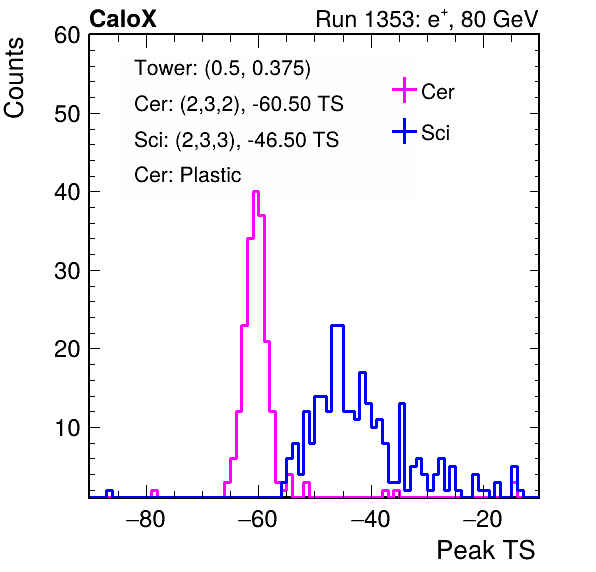 CaloX Run 1353: e+, 80 GeV
Counts
60
50
40
30
20
10
Tower: (0.5, 0.375)
Cer: (2,3,2), -60.50 TS
Sci: (2,3,3), -46.50 TS
Cer: Plastic
Cer
Sci
−80 −60 −40 −20
Peak TS